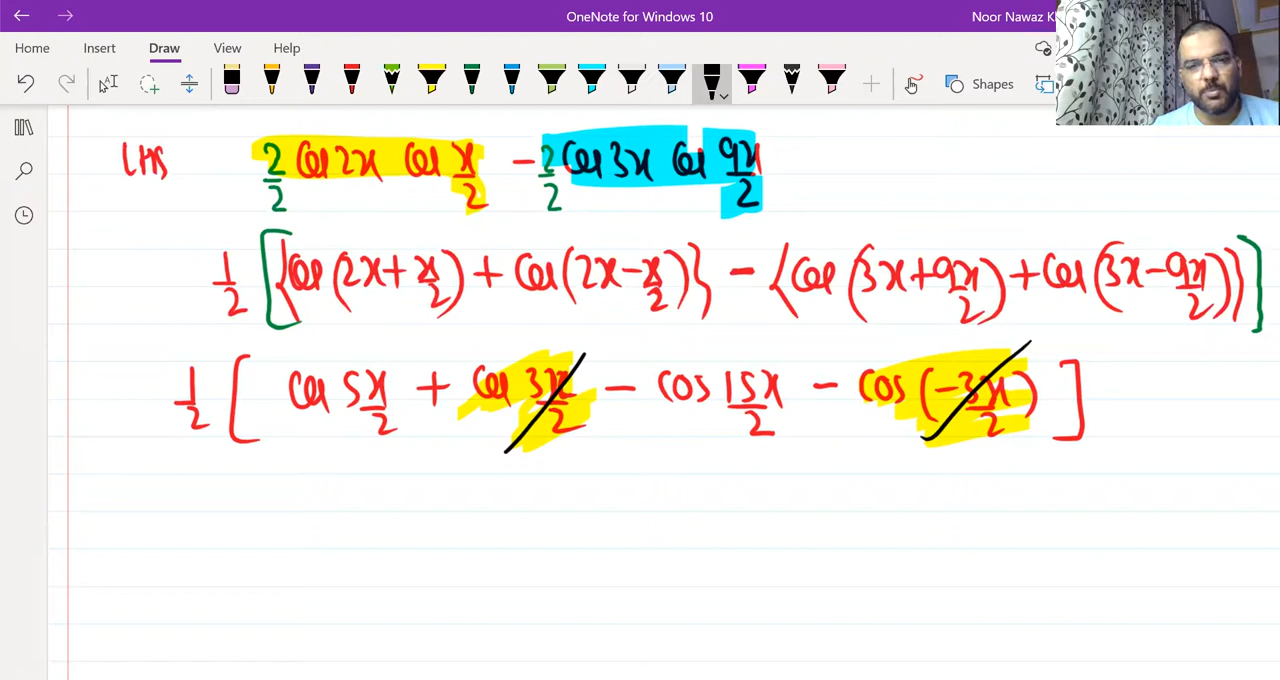 OneNote for Windows 10
Noor Nawaz K
Home Insert Draw View Help
Shapes
LHS 2/2 Cos 2x Cos x/2 - 2/2 Cos 3x Cos 9x/2
1/2 [{Cos (2x + x/2) + Cos (2x - x/2)} - {Cos (3x + 9x/2) + Cos (3x - 9x/2)}]
1/2 [ Cos 5x/2 + Cos 3x/2 - cos 15x/2 - cos (-3x/2) ]